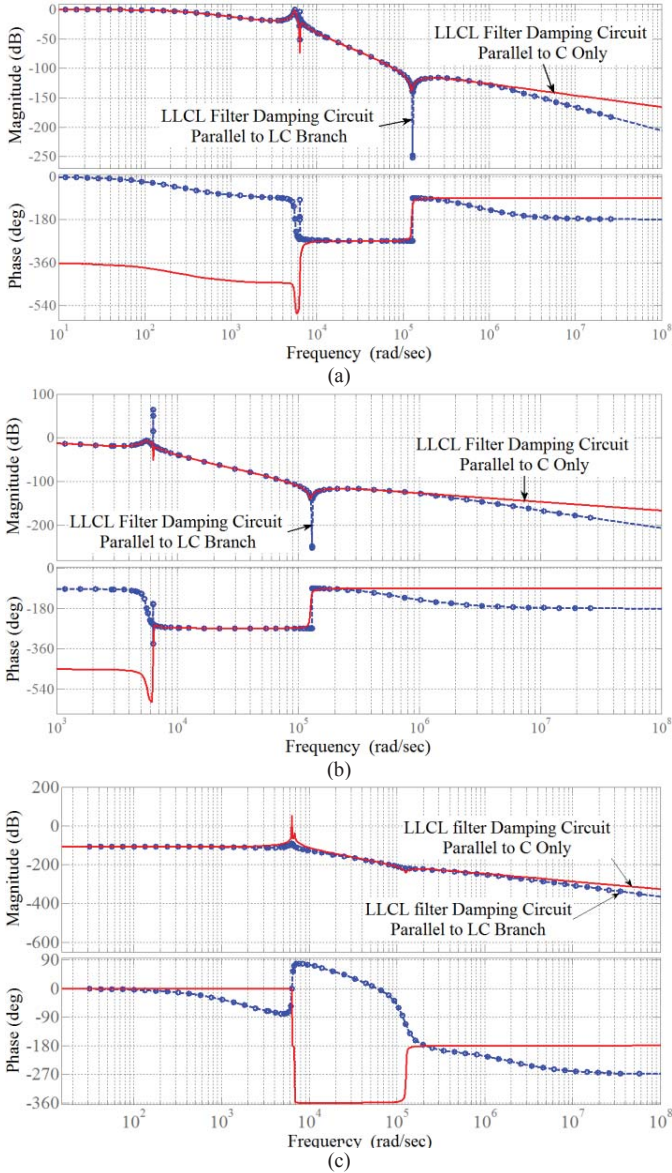 0
-50
-100
-150
-200
-250
Magnitude (dB)
LLCL Filter Damping Circuit
Parallel to C Only
LLCL Filter Damping Circuit
Parallel to LC Branch
0
-180
-360
-540
Phase (deg)
10^1 10^2 10^3 10^4 10^5 10^6 10^7 10^8
Frequency (rad/sec)
(a)
100
0
-100
-200
Magnitude (dB)
LLCL Filter Damping Circuit
Parallel to C Only
LLCL Filter Damping Circuit
Parallel to LC Branch
0
-180
-360
-540
Phase (deg)
10^3 10^4 10^5 10^6 10^7 10^8
Frequency (rad/sec)
(b)
200
0
-200
-400
-600
Magnitude (dB)
LLCL filter Damping Circuit
Parallel to C Only
LLCL filter Damping Circuit
Parallel to LC Branch
90
0
-90
-180
-270
-360
Phase (deg)
10^2 10^3 10^4 10^5 10^6 10^7 10^8
Frequency (rad/sec)
(c)